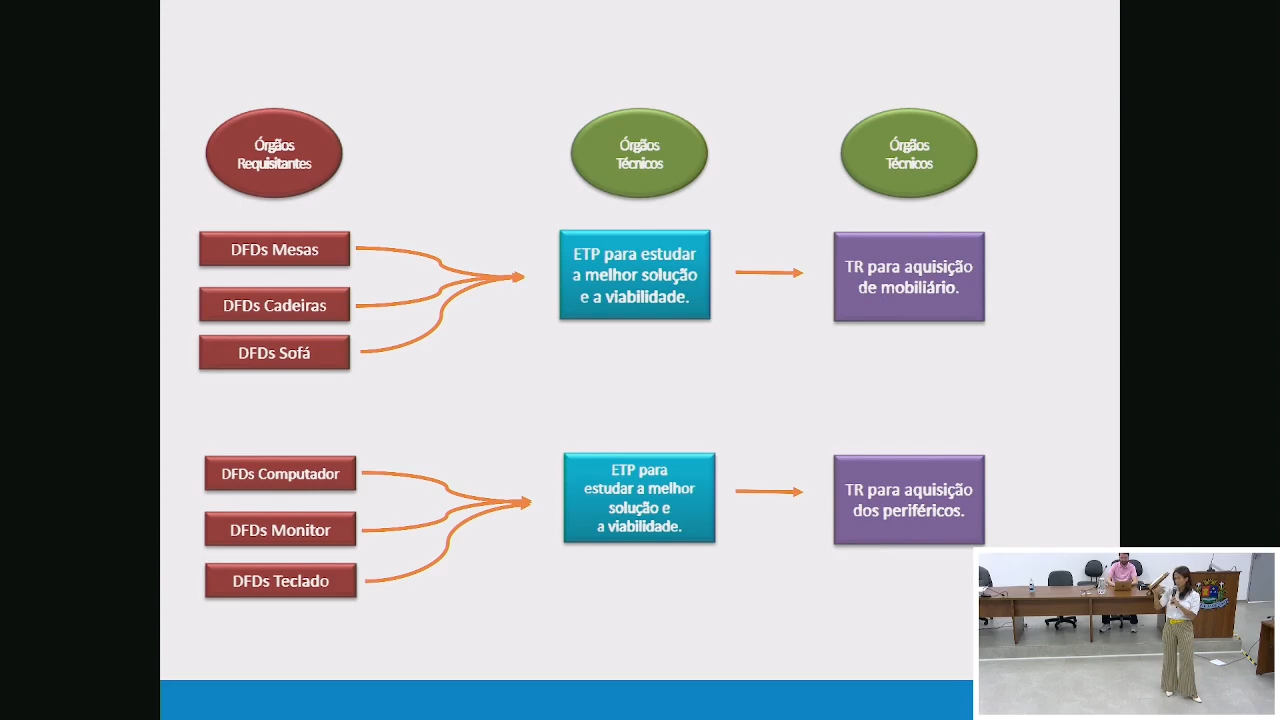 Órgãos
Requisitantes
Órgãos
Técnicos
Órgãos
Técnicos
DFDs Mesas
DFDs Cadeiras
DFDs Sofá
ETP para estudar
a melhor solução
e a viabilidade.
TR para aquisição
de mobiliário.
DFDs Computador
DFDs Monitor
DFDs Teclado
ETP para
estudar a melhor
solução e
a viabilidade.
TR para aquisição
dos periféricos.